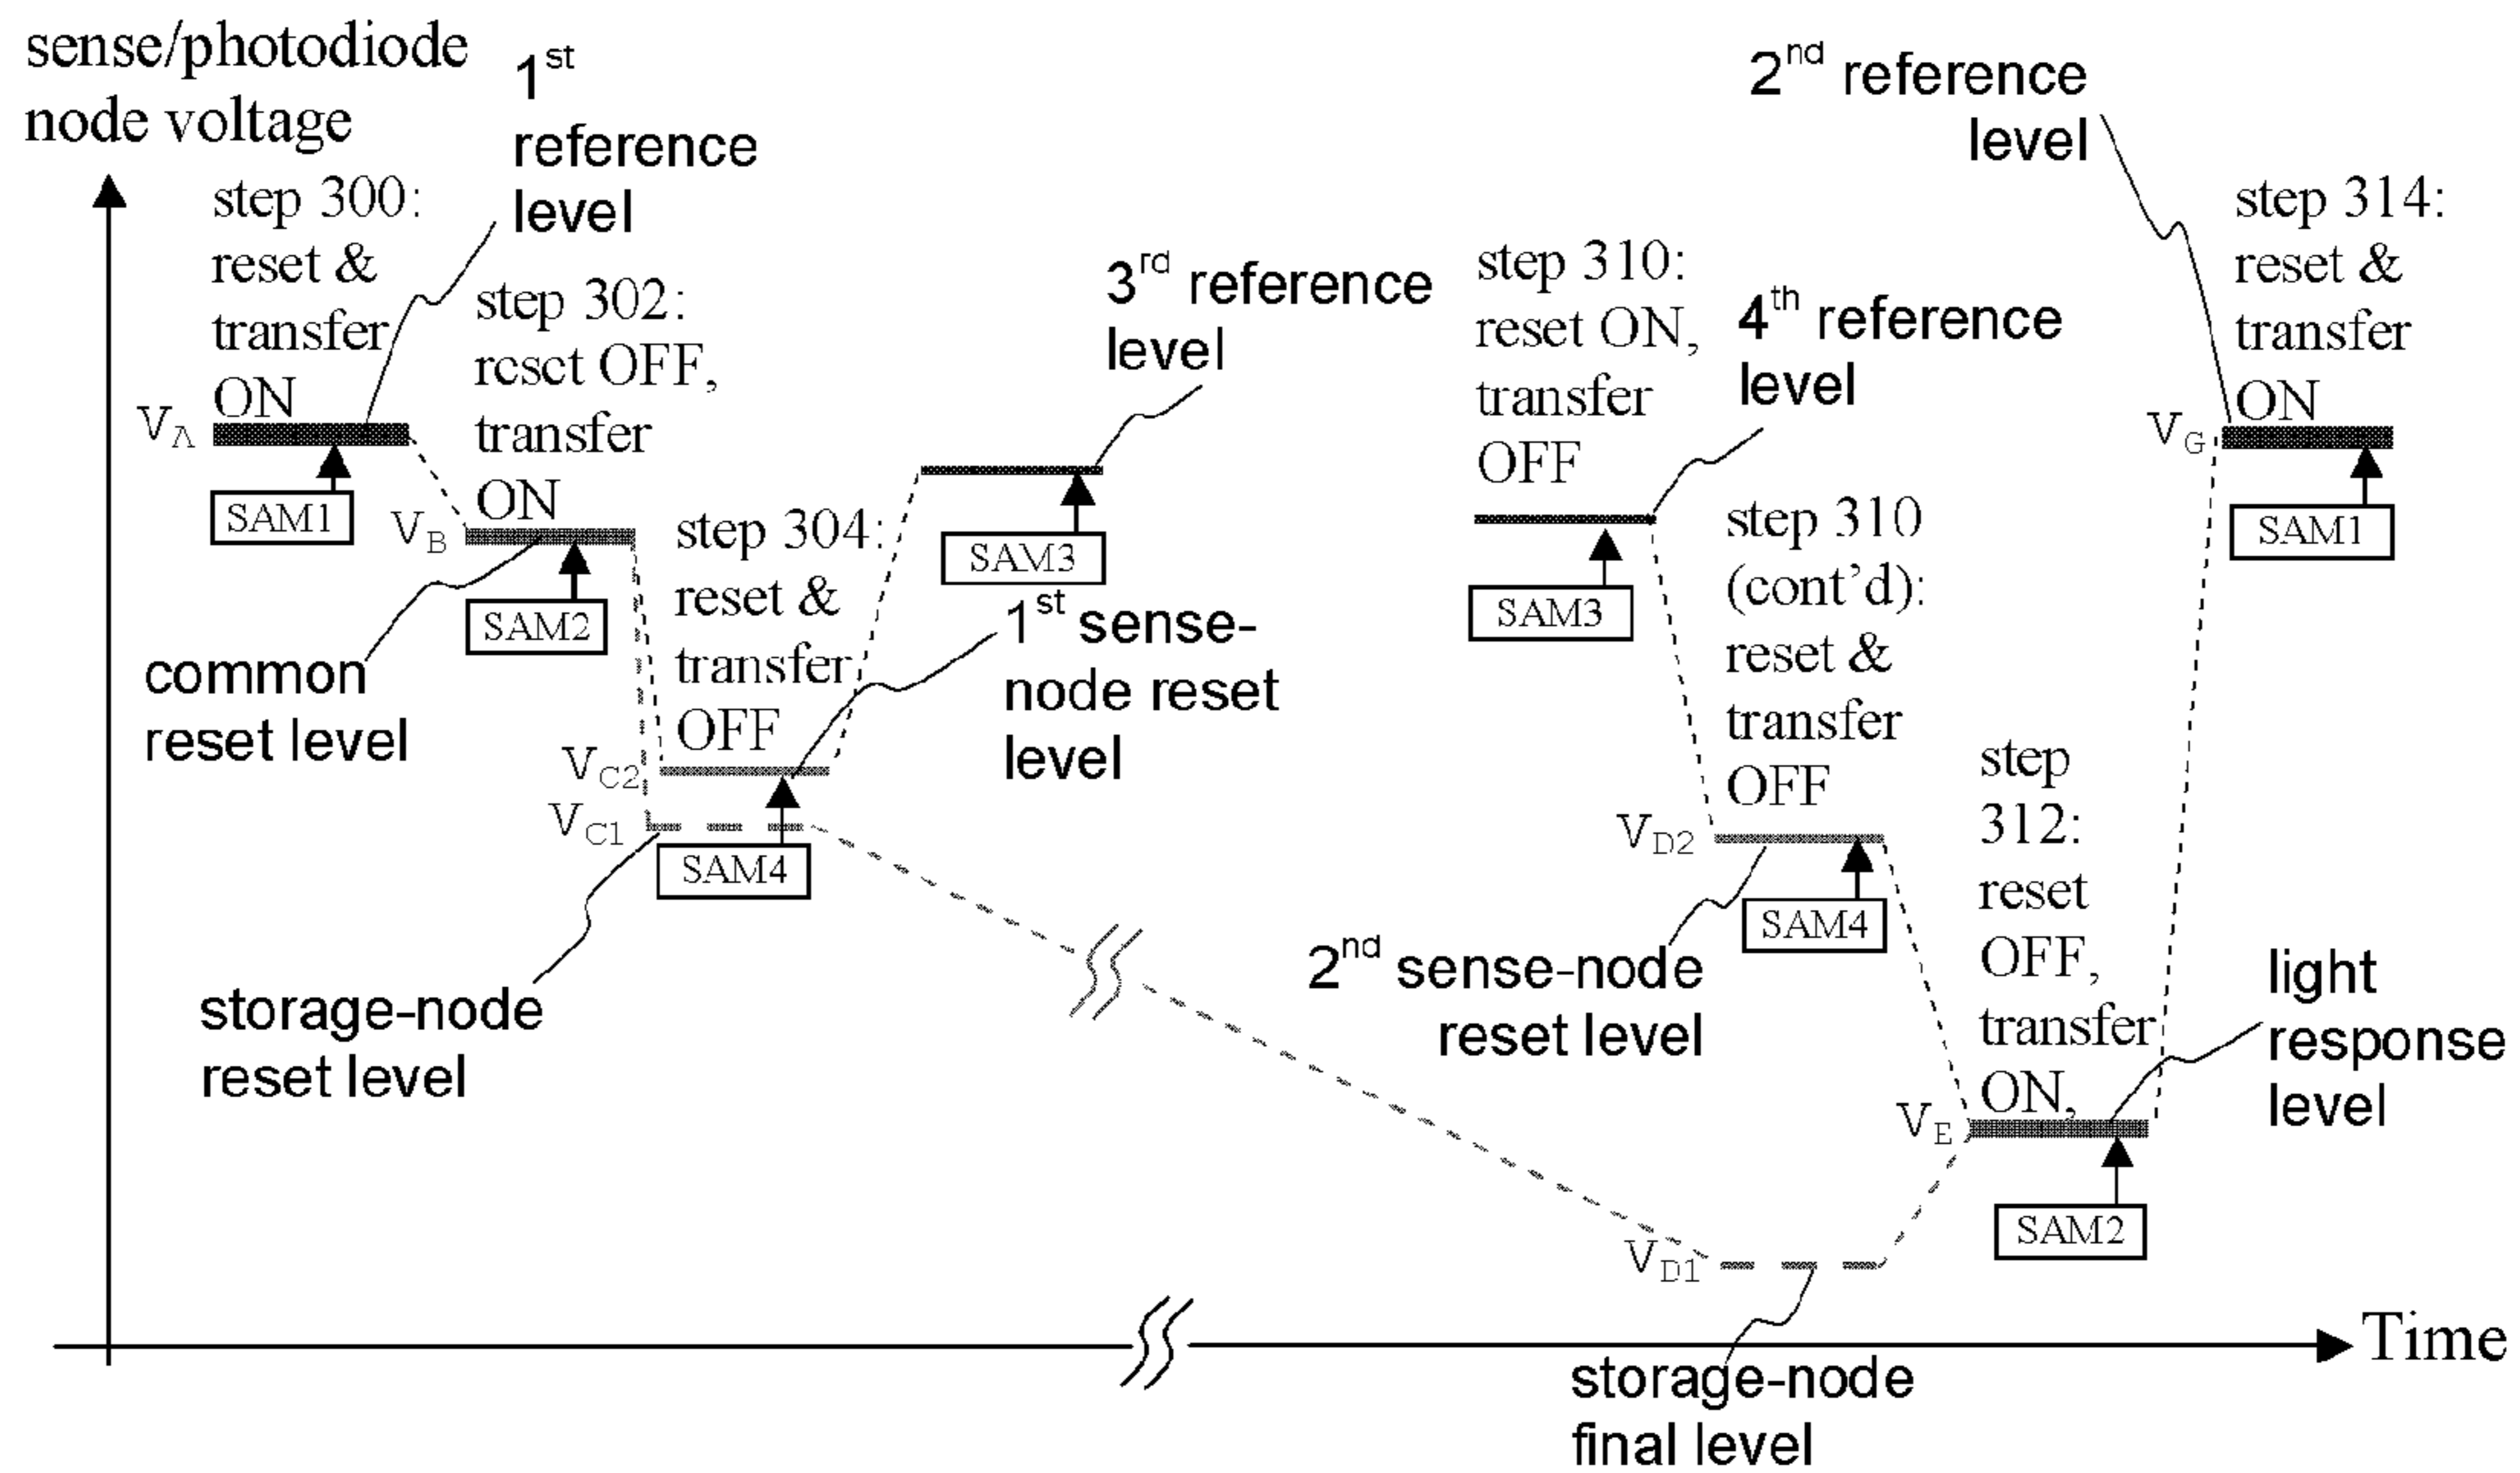 sense/photodiode
node voltage
1st
reference
level
step 300:
reset &
transfer
ON
VA
SAM1
step 302:
reset OFF,
transfer
ON
VB
SAM2
common
reset level
step 304:
reset &
transfer
OFF
VC2
VC1
SAM4
storage-node
reset level
3rd reference
level
SAM3
1st sense-
node reset
level
step 310:
reset ON,
transfer
OFF
SAM3
4th reference
level
step 310
(cont'd):
reset &
transfer
OFF
VD2
SAM4
2nd sense-node
reset level
VD1
storage-node
final level
step
312:
reset
OFF,
transfer
ON,
VE
SAM2
light
response
level
2nd reference
level
step 314:
reset &
transfer
ON
VG
SAM1
Time